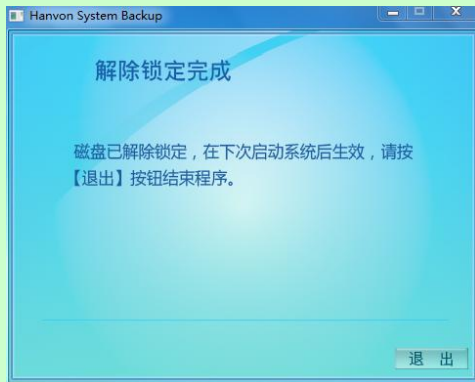 Hanvon System Backup
解除锁定完成
磁盘已解除锁定，在下次启动系统后生效，请按
【退出】按钮结束程序。
退 出